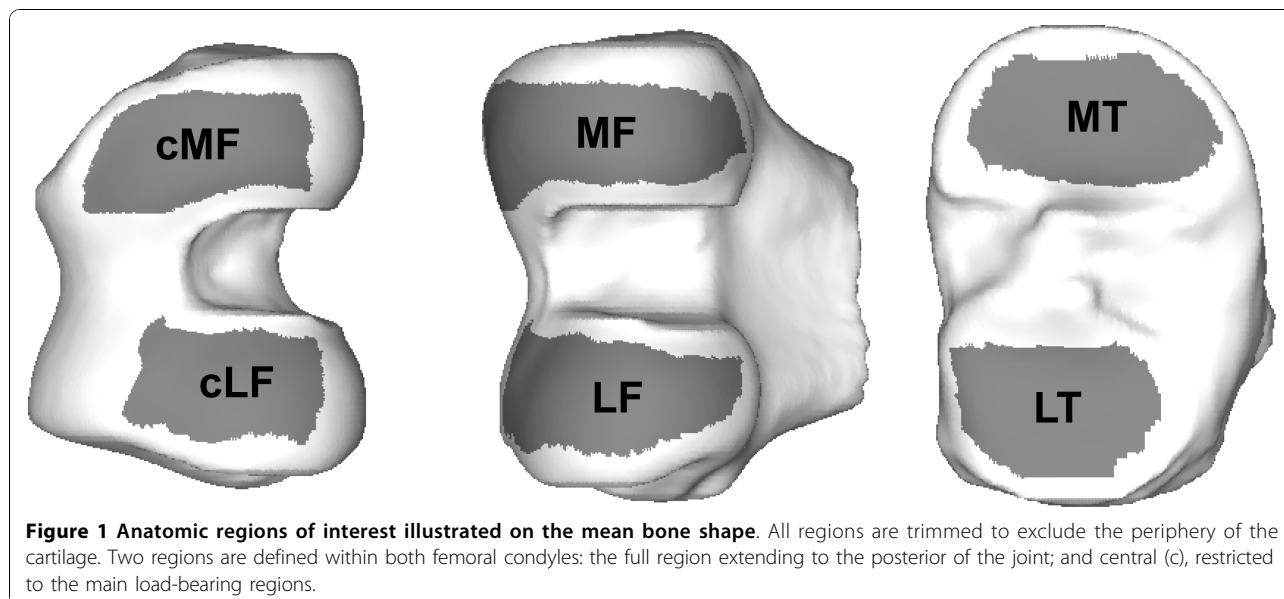 cMF
MF
MT
cLF
LF
LT
Figure 1 Anatomic regions of interest illustrated on the mean bone shape. All regions are trimmed to exclude the periphery of the
cartilage. Two regions are defined within both femoral condyles: the full region extending to the posterior of the joint; and central (c), restricted
to the main load-bearing regions.